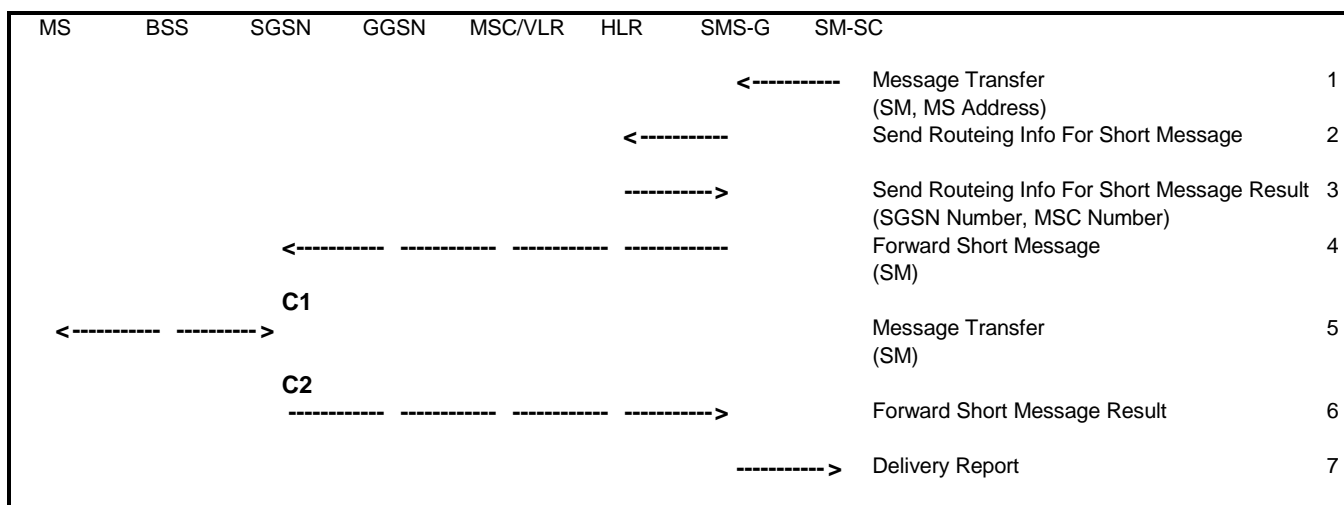 MS BSS SGSN GGSN MSC/VLR HLR SMS-G SM-SC
Message Transfer 1
(SM, MS Address)
Send Routeing Info For Short Message 2
Send Routeing Info For Short Message Result 3
(SGSN Number, MSC Number)
Forward Short Message 4
(SM)
C1
Message Transfer 5
(SM)
C2
Forward Short Message Result 6
Delivery Report 7